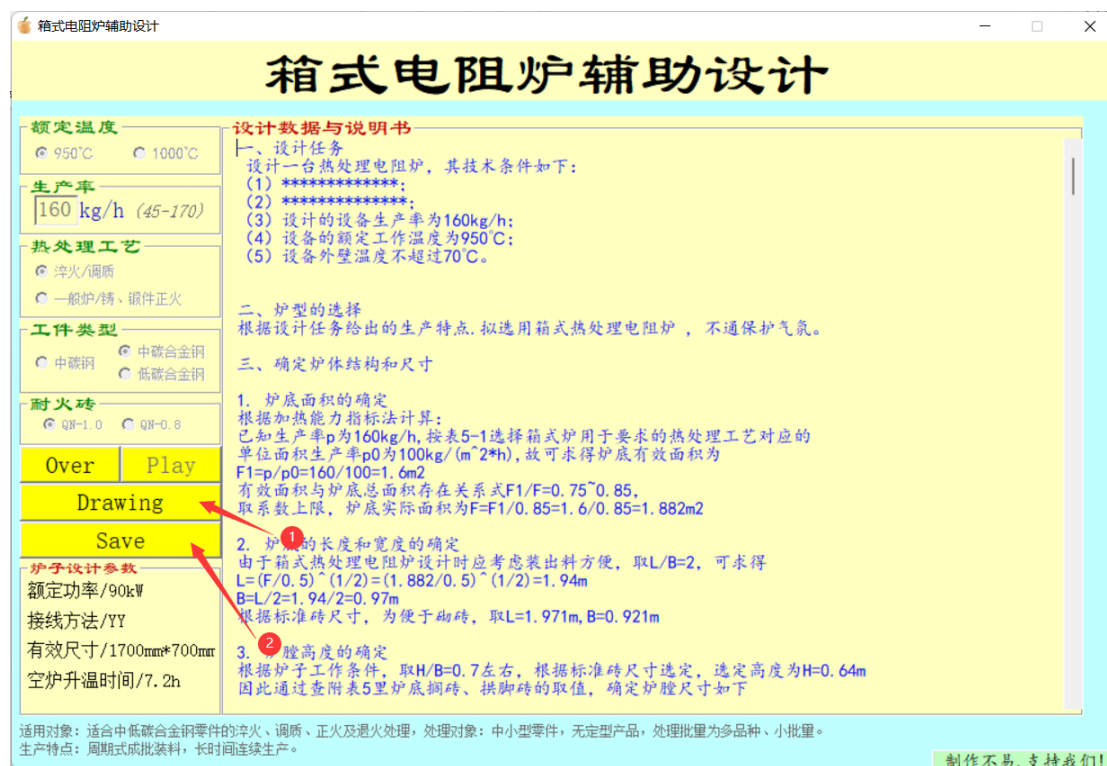 箱式电阻炉辅助设计
箱式电阻炉辅助设计
额定温度
950℃ 1000℃
生产率
160 kg/h (45-170)
热处理工艺
淬火/调质
一般炉/铸、锻件正火
工件类型
中碳钢
中碳合金钢
低碳合金钢
耐火砖
QN-1.0 QN-0.8
Over Play
Drawing
Save
1
2
炉子设计参数
额定功率/90kW
接线方法/YY
有效尺寸/1700mm*700mm
空炉升温时间/7.2h
设计数据与说明书
一、设计任务
设计一台热处理电阻炉，其技术条件如下：
（1）*************；
（2）**************；
（3）设计的设备生产率为160kg/h；
（4）设备的额定工作温度为950℃；
（5）设备外壁温度不超过70℃。
二、炉型的选择
根据设计任务给出的生产特点.拟选用箱式热处理电阻炉 ，不通保护气氛。
三、确定炉体结构和尺寸
1. 炉底面积的确定
根据加热能力指标法计算：
已知生产率p为160kg/h,按表5-1选择箱式炉用于要求的热处理工艺对应的
单位面积生产率p0为100kg/(m^2*h),故可求得炉底有效面积为
F1=p/p0=160/100=1.6m2
有效面积与炉底总面积存在关系式F1/F=0.75~0.85,
取系数上限，炉底实际面积为F=F1/0.85=1.6/0.85=1.882m2
2. 炉 的长度和宽度的确定
由于箱式热处理电阻炉设计时应考虑装出料方便，取L/B=2，可求得
L=(F/0.5)^(1/2)=(1.882/0.5)^(1/2)=1.94m
B=L/2=1.94/2=0.97m
根据标准砖尺寸，为便于砌砖，取L=1.971m,B=0.921m
3. 膛高度的确定
根据炉子工作条件，取H/B=0.7左右，根据标准砖尺寸选定，选定高度为H=0.64m
因此通过查附表5里炉底搁砖、拱脚砖的取值，确定炉膛尺寸如下
适用对象：适合中低碳合金钢零件的淬火、调质、正火及退火处理，处理对象：中小型零件，无定型产品，处理批量为多品种、小批量。
生产特点：周期式成批装料，长时间连续生产。
制作不易,支持我们!